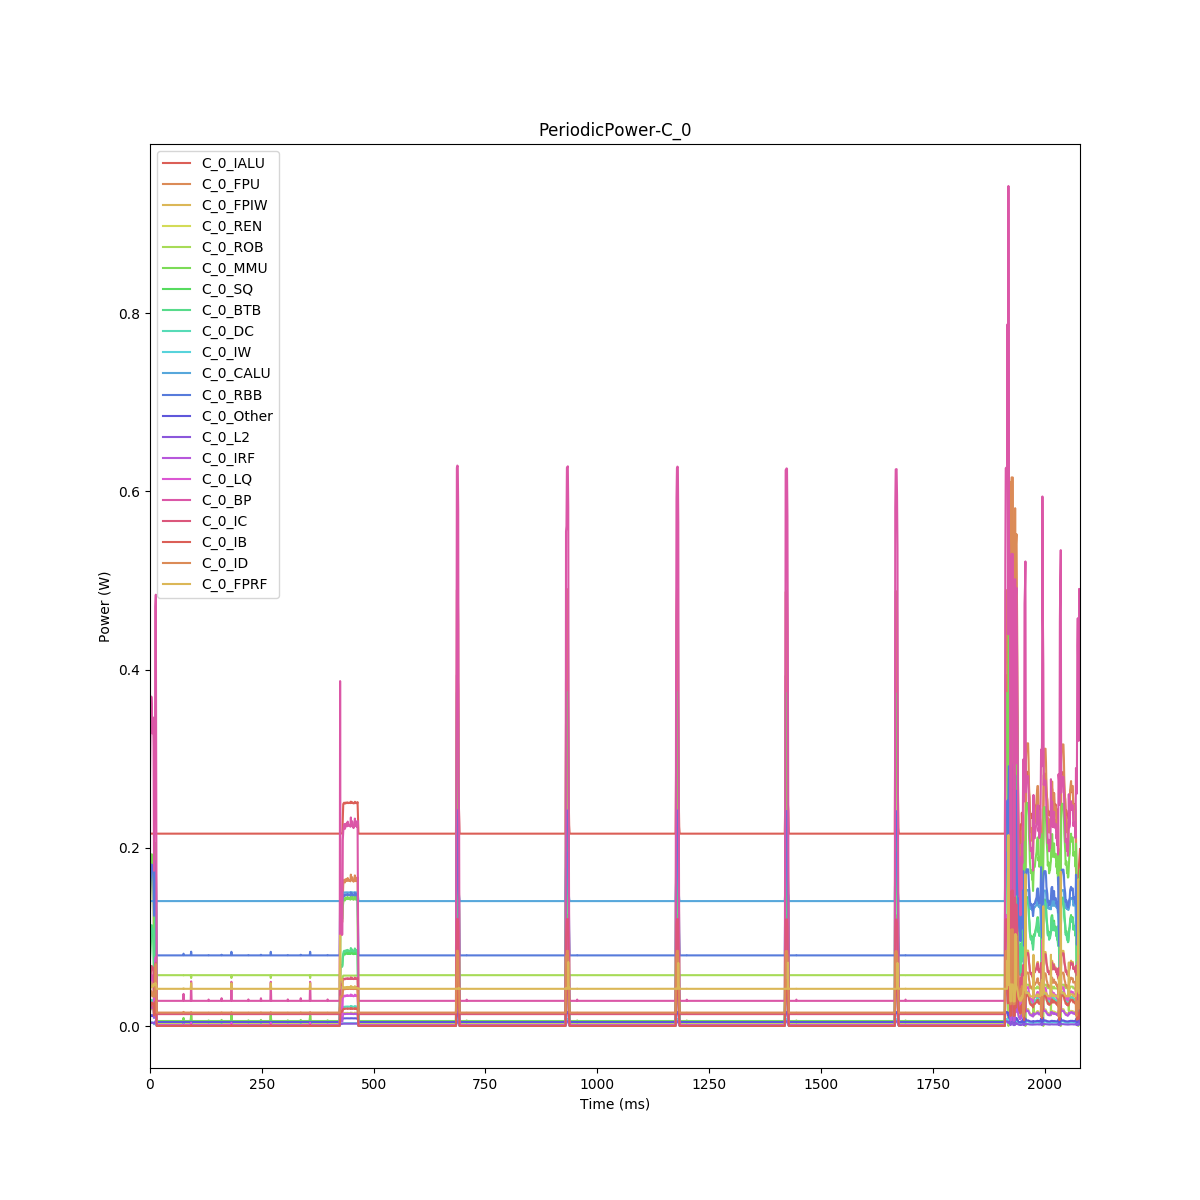 PeriodicPower-C_0
C_0_IALU
C_0_FPU
C_0_FPIW
C_0_REN
C_0_ROB
C_0_MMU
C_0_SQ
C_0_BTB
C_0_DC
C_0_IW
C_0_CALU
C_0_RBB
C_0_Other
C_0_L2
C_0_IRF
C_0_LQ
C_0_BP
C_0_IC
C_0_IB
C_0_ID
C_0_FPRF
0.8
0.6
0.4
0.2
0.0
Power (W)
0 250 500 750 1000 1250 1500 1750 2000
Time (ms)